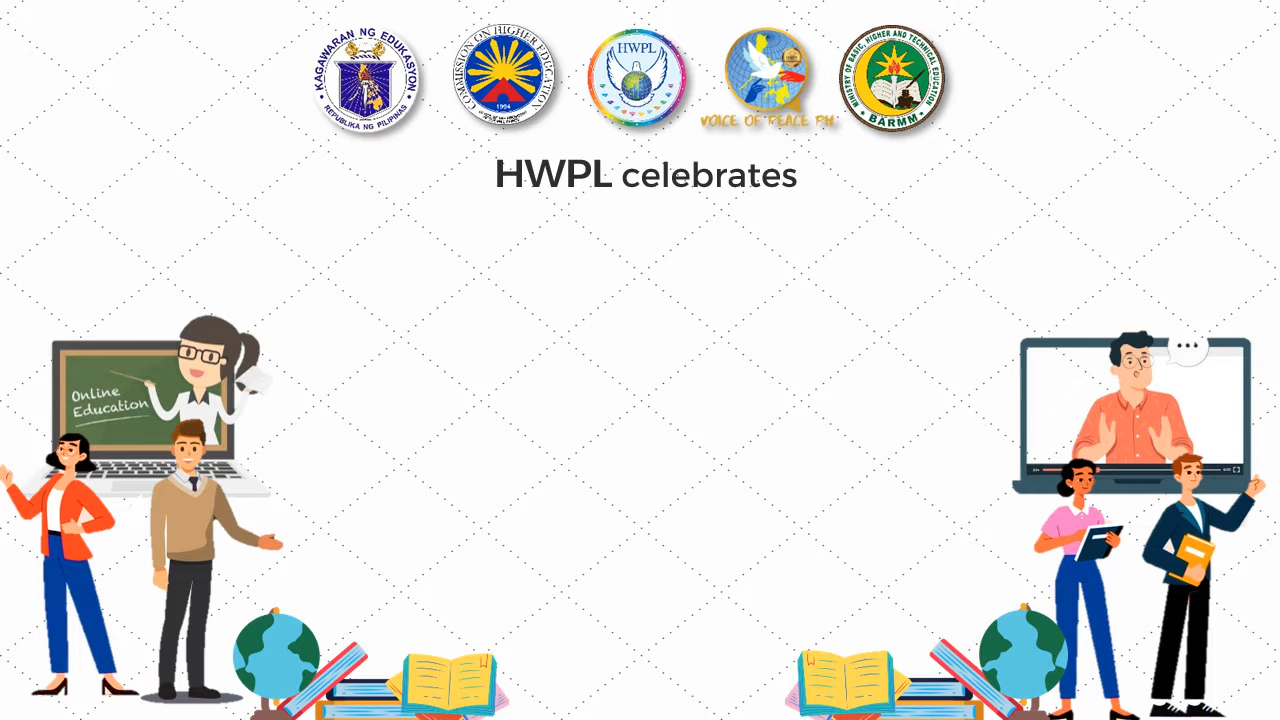 KAGAWARAN NG EDUKASYON
REPUBLIKA NG PILIPINAS
COMMISSION ON HIGHER EDUCATION
1994
HWPL
VOICE OF PEACE PH
MINISTRY OF BASIC, HIGHER AND TECHNICAL EDUCATION
BARMM
HWPL celebrates
Online
Education